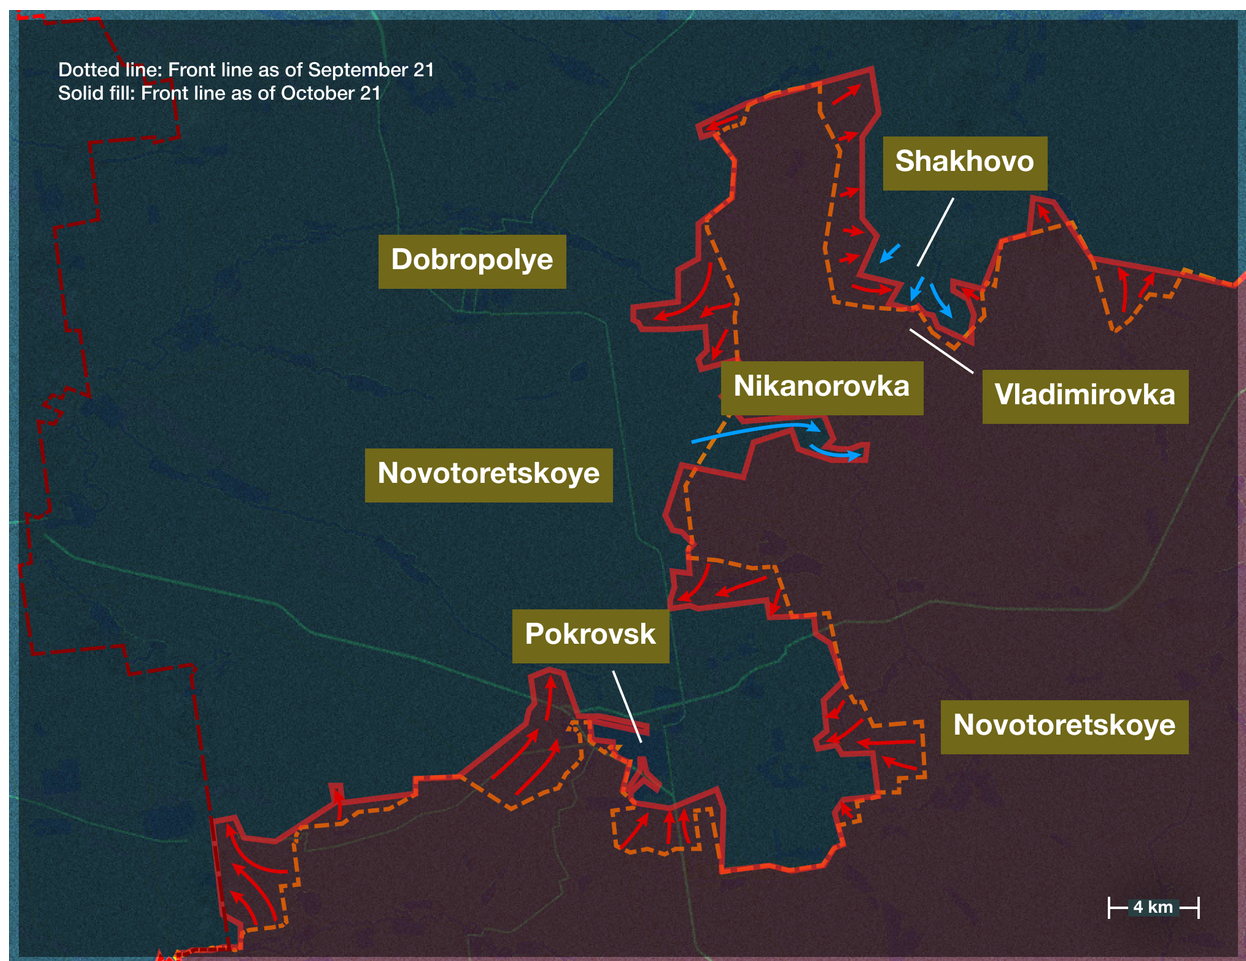 Dotted line: Front line as of September 21
Solid fill: Front line as of October 21
Shakhovo
Dobropolye
Nikanorovka
Vladimirovka
Novotoretskoye
Pokrovsk
Novotoretskoye
4 km